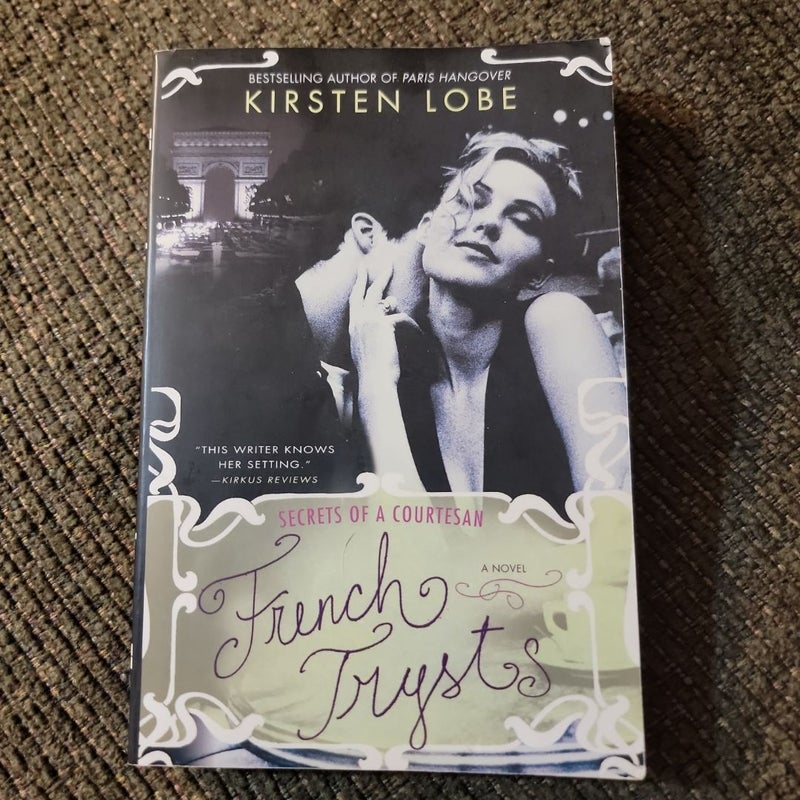 BESTSELLING AUTHOR OF PARIS HANGOVER
KIRSTEN LOBE
"THIS WRITER KNOWS
HER SETTING."
—KIRKUS REVIEWS
SECRETS OF A COURTESAN
French
A NOVEL
Trysts